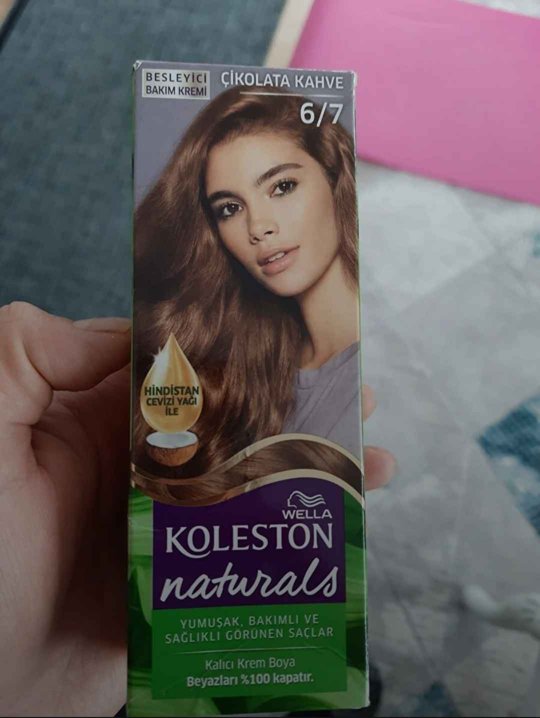 BESLEYİCİ
BAKIM KREMİ
ÇİKOLATA KAHVE
6/7
HİNDİSTAN
CEVİZİ YAĞI
İLE
WELLA
KOLESTON
naturals
YUMUŞAK, BAKIMLI VE
SAĞLIKLI GÖRÜNEN SAÇLAR
Kalıcı Krem Boya
Beyazları %100 kapatır.